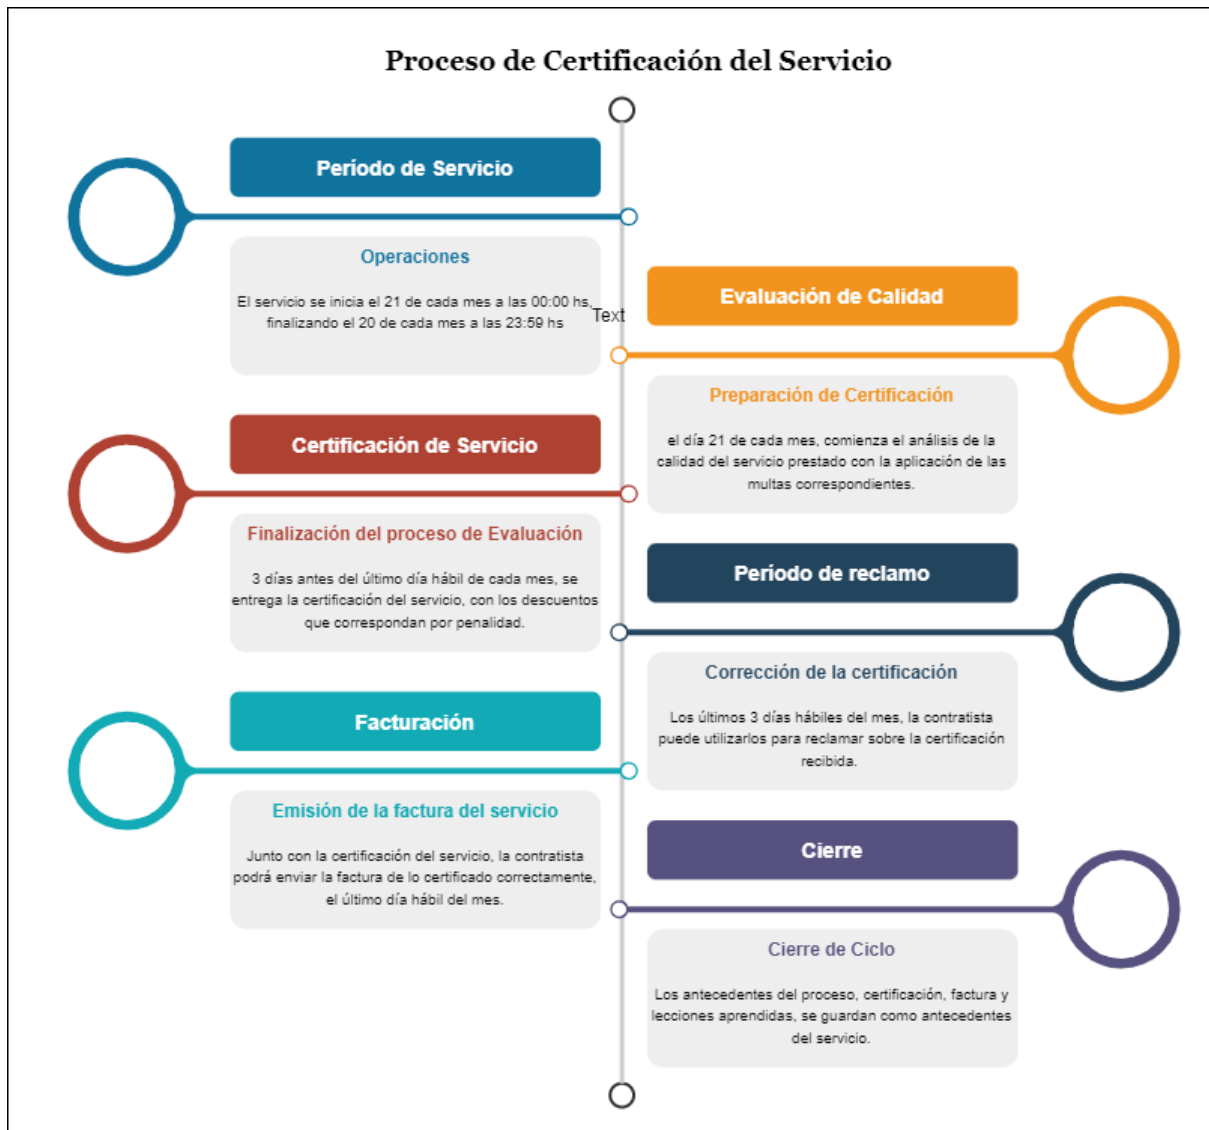 Proceso de Certificación del Servicio
Período de Servicio
Operaciones
El servicio se inicia el 21 de cada mes a las 00:00 hs,
finalizando el 20 de cada mes a las 23:59 hs
Text
Evaluación de Calidad
Preparación de Certificación
el día 21 de cada mes, comienza el análisis de la
calidad del servicio prestado con la aplicación de las
multas correspondientes.
Certificación de Servicio
Finalización del proceso de Evaluación
3 días antes del último día hábil de cada mes, se
entrega la certificación del servicio, con los descuentos
que correspondan por penalidad.
Período de reclamo
Corrección de la certificación
Los últimos 3 días hábiles del mes, la contratista
puede utilizarlos para reclamar sobre la certificación
recibida.
Facturación
Emisión de la factura del servicio
Junto con la certificación del servicio, la contratista
podrá enviar la factura de lo certificado correctamente,
el último día hábil del mes.
Cierre
Cierre de Ciclo
Los antecedentes del proceso, certificación, factura y
lecciones aprendidas, se guardan como antecedentes
del servicio.